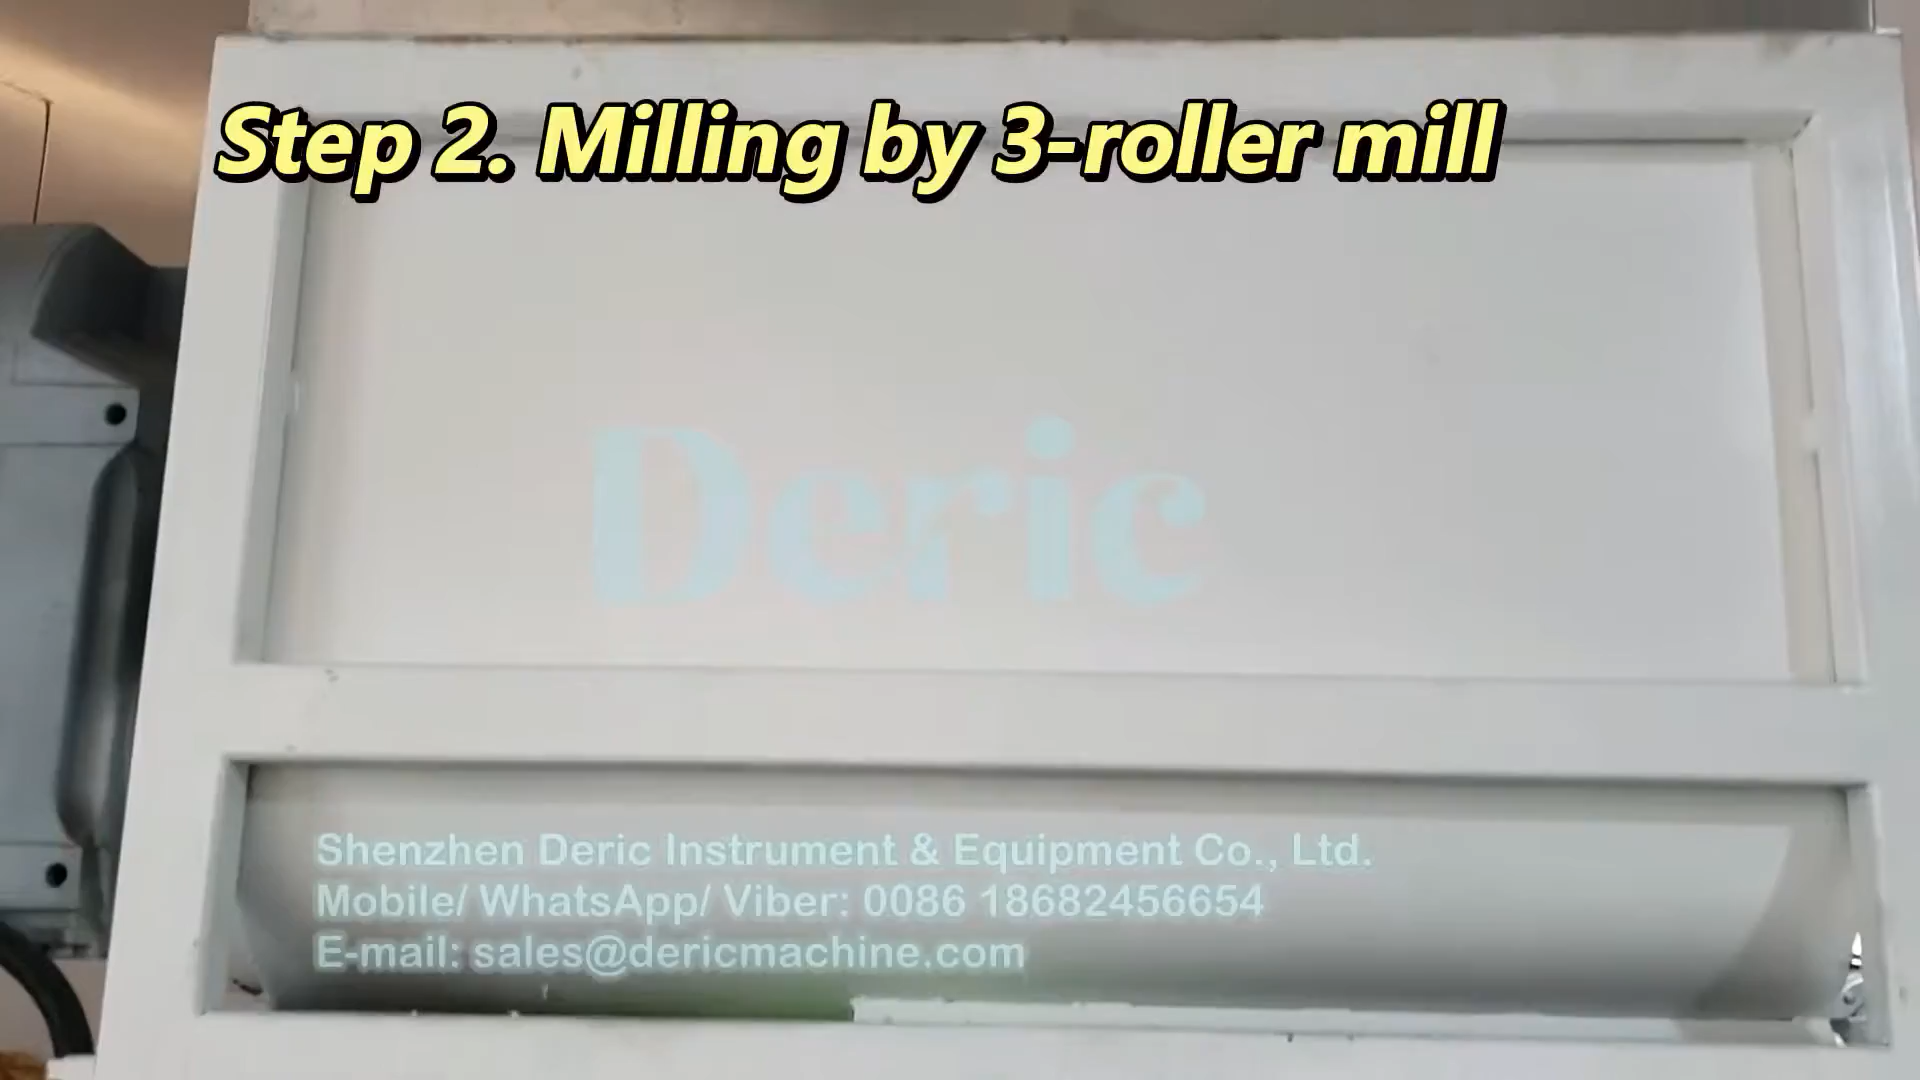 Step 2. Milling by 3-roller mill
Deric
Shenzhen Deric Instrument & Equipment Co., Ltd.
Mobile/ WhatsApp/ Viber: 0086 18682456654
E-mail: sales@dericmachine.com